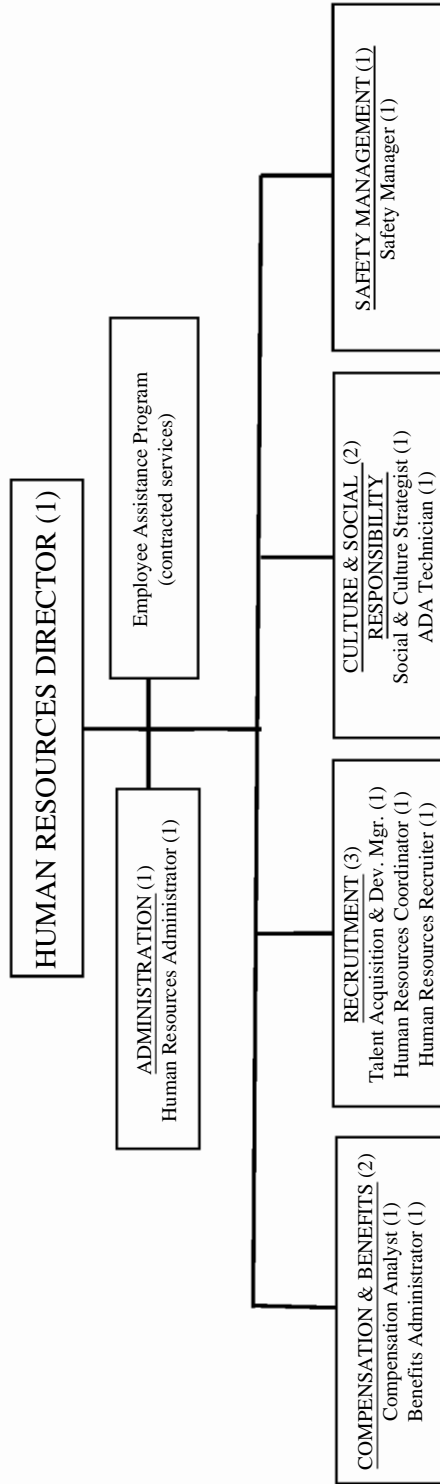 HUMAN RESOURCES DIRECTOR (1)
ADMINISTRATION (1)
Human Resources Administrator (1)
Employee Assistance Program
(contracted services)
COMPENSATION & BENEFITS (2)
Compensation Analyst (1)
Benefits Administrator (1)
RECRUITMENT (3)
Talent Acquisition & Dev. Mgr. (1)
Human Resources Coordinator (1)
Human Resources Recruiter (1)
CULTURE & SOCIAL (2)
RESPONSIBILITY
Social & Culture Strategist (1)
ADA Technician (1)
SAFETY MANAGEMENT (1)
Safety Manager (1)